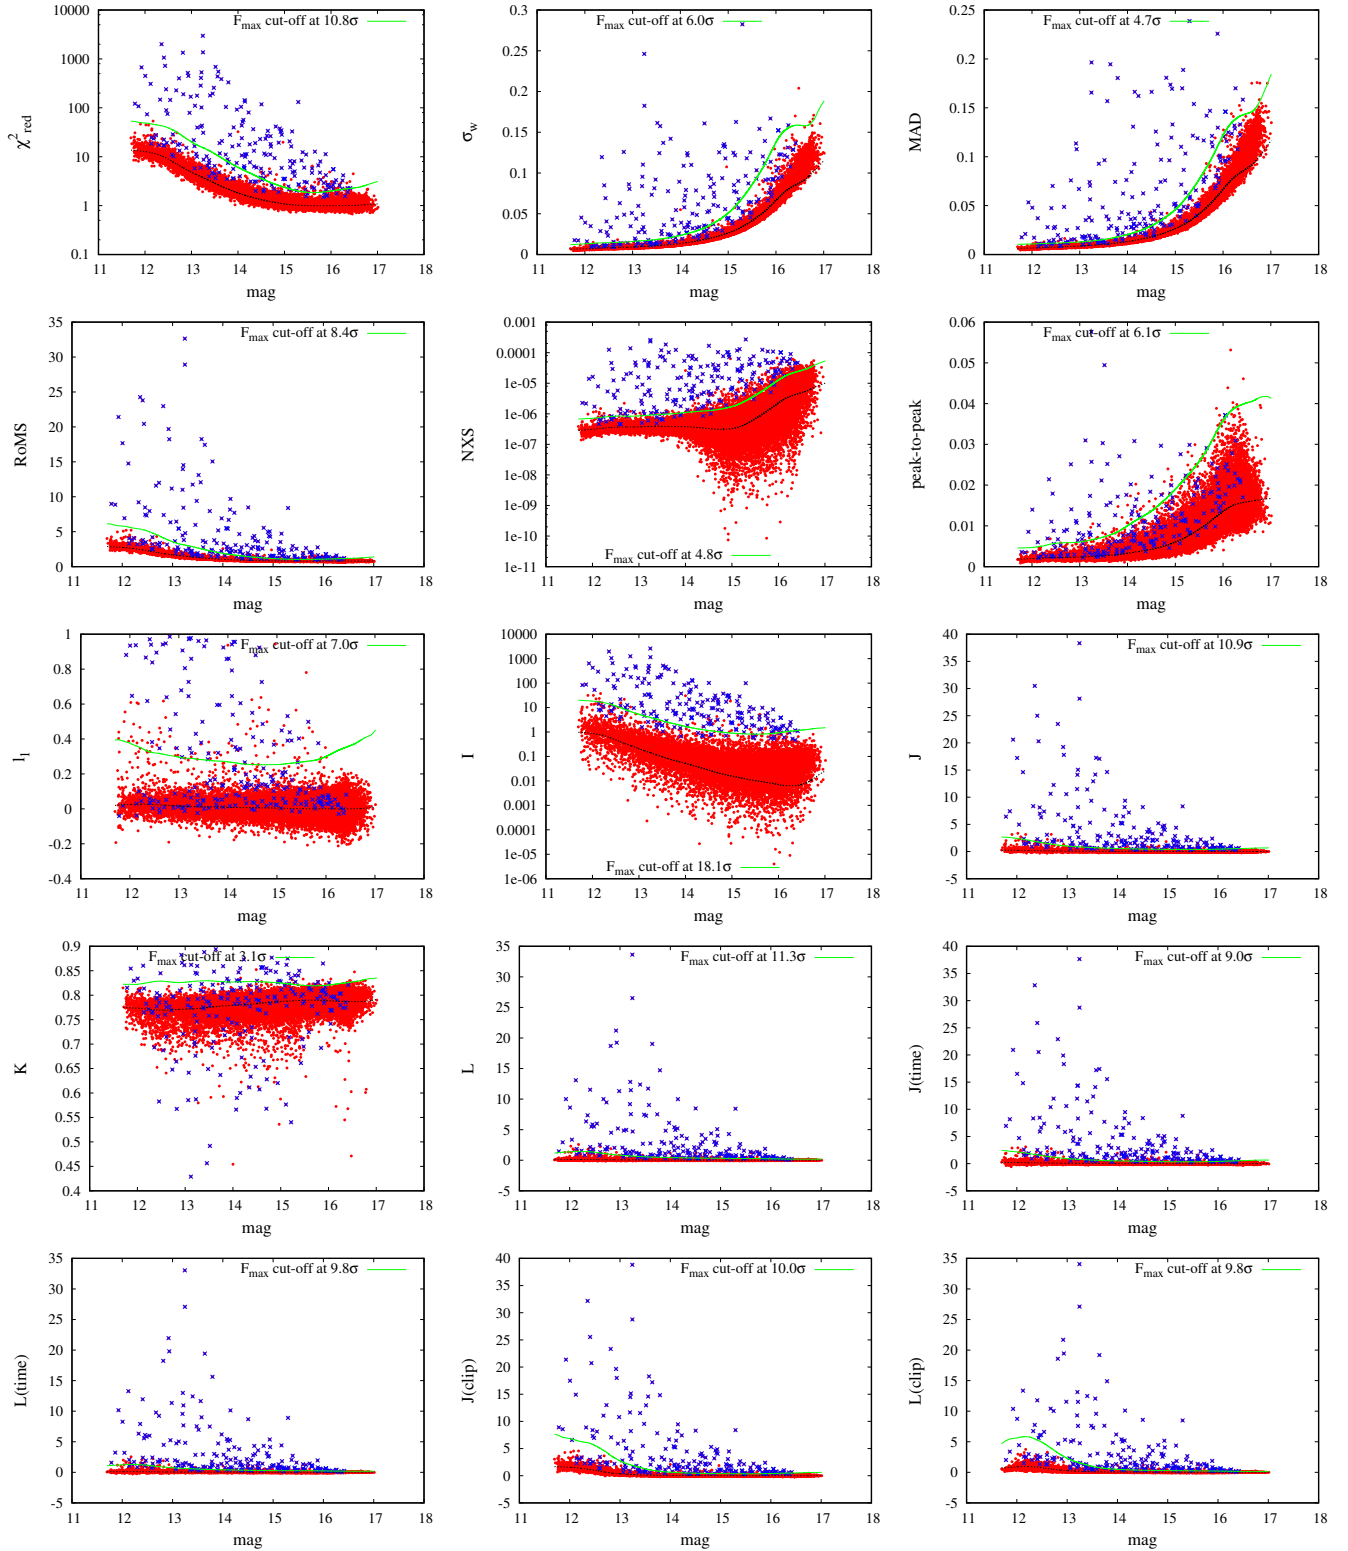 F_max cut-off at 10.8σ
10000
1000
100
10
1
0.1
χ²_red
11 12 13 14 15 16 17 18
mag
F_max cut-off at 6.0σ
0.3
0.25
0.2
0.15
0.1
0.05
0
σ_w
11 12 13 14 15 16 17 18
mag
F_max cut-off at 4.7σ
0.25
0.2
0.15
0.1
0.05
0
MAD
11 12 13 14 15 16 17 18
mag
F_max cut-off at 8.4σ
35
30
25
20
15
10
5
0
RoMS
11 12 13 14 15 16 17 18
mag
0.001
0.0001
1e-05
1e-06
1e-07
1e-08
1e-09
1e-10
1e-11
NXS
F_max cut-off at 4.8σ
11 12 13 14 15 16 17 18
mag
F_max cut-off at 6.1σ
0.06
0.05
0.04
0.03
0.02
0.01
0
peak-to-peak
11 12 13 14 15 16 17 18
mag
F_max cut-off at 7.0σ
1
0.8
0.6
0.4
0.2
0
-0.2
-0.4
l_1
11 12 13 14 15 16 17 18
mag
10000
1000
100
10
1
0.1
0.01
0.001
0.0001
1e-05
1e-06
I
F_max cut-off at 18.1σ
11 12 13 14 15 16 17 18
mag
F_max cut-off at 10.9σ
40
35
30
25
20
15
10
5
0
-5
J
11 12 13 14 15 16 17 18
mag
F_max cut-off at 3.1σ
0.9
0.85
0.8
0.75
0.7
0.65
0.6
0.55
0.5
0.45
0.4
K
11 12 13 14 15 16 17 18
mag
F_max cut-off at 11.3σ
35
30
25
20
15
10
5
0
-5
L
11 12 13 14 15 16 17 18
mag
F_max cut-off at 9.0σ
40
35
30
25
20
15
10
5
0
-5
J(time)
11 12 13 14 15 16 17 18
mag
F_max cut-off at 9.8σ
35
30
25
20
15
10
5
0
-5
L(time)
11 12 13 14 15 16 17 18
mag
F_max cut-off at 10.0σ
40
35
30
25
20
15
10
5
0
-5
J(clip)
11 12 13 14 15 16 17 18
mag
F_max cut-off at 9.8σ
35
30
25
20
15
10
5
0
-5
L(clip)
11 12 13 14 15 16 17 18
mag